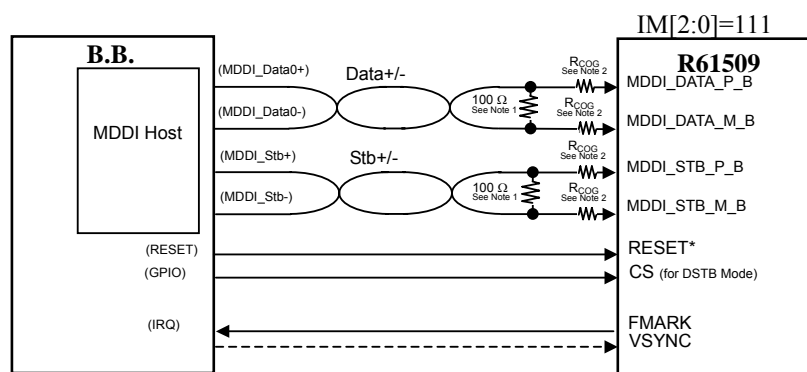 IM[2:0]=111
B.B.
MDDI Host
R61509
(MDDI_Data0+)
Data+/-
RCOG
See Note 2
MDDI_DATA_P_B
100 Ω
See Note 1
(MDDI_Data0-)
RCOG
See Note 2
MDDI_DATA_M_B
(MDDI_Stb+)
Stb+/-
RCOG
See Note 2
MDDI_STB_P_B
100 Ω
See Note 1
(MDDI_Stb-)
RCOG
See Note 2
MDDI_STB_M_B
(RESET)
RESET*
(GPIO)
CS (for DSTB Mode)
(IRQ)
FMARK
VSYNC